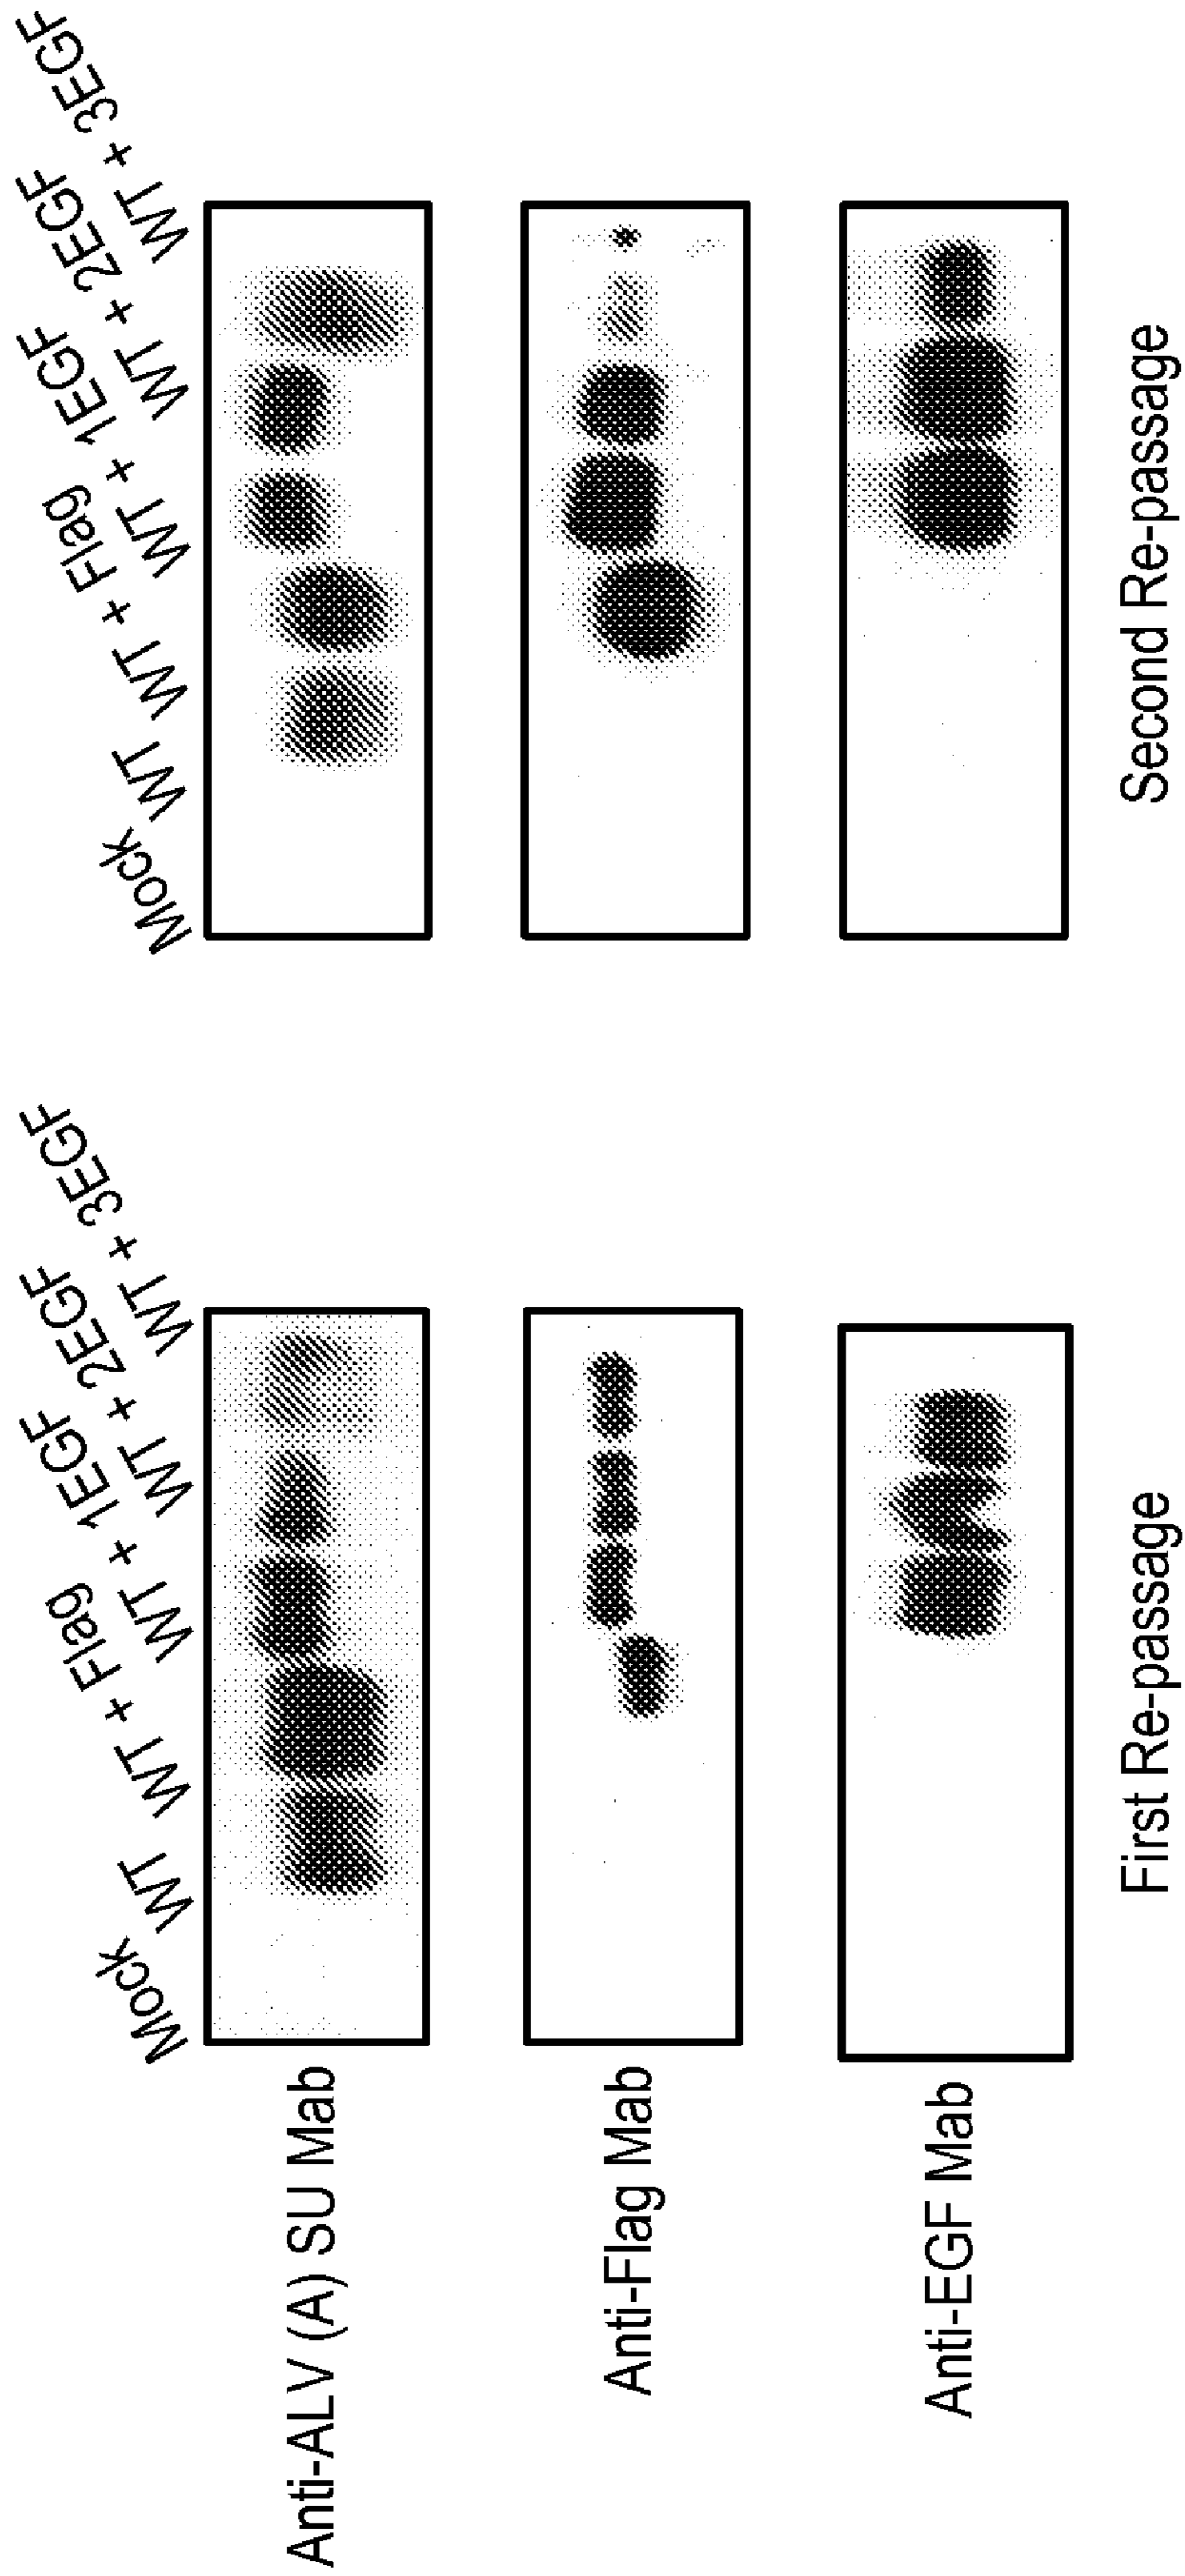 Mock
WT
WT + Flag
WT + 1EGF
WT + 2EGF
WT + 3EGF
Mock
WT
WT + Flag
WT + 1EGF
WT + 2EGF
WT + 3EGF
Anti-ALV (A) SU Mab
Anti-Flag Mab
Anti-EGF Mab
First Re-passage
Second Re-passage